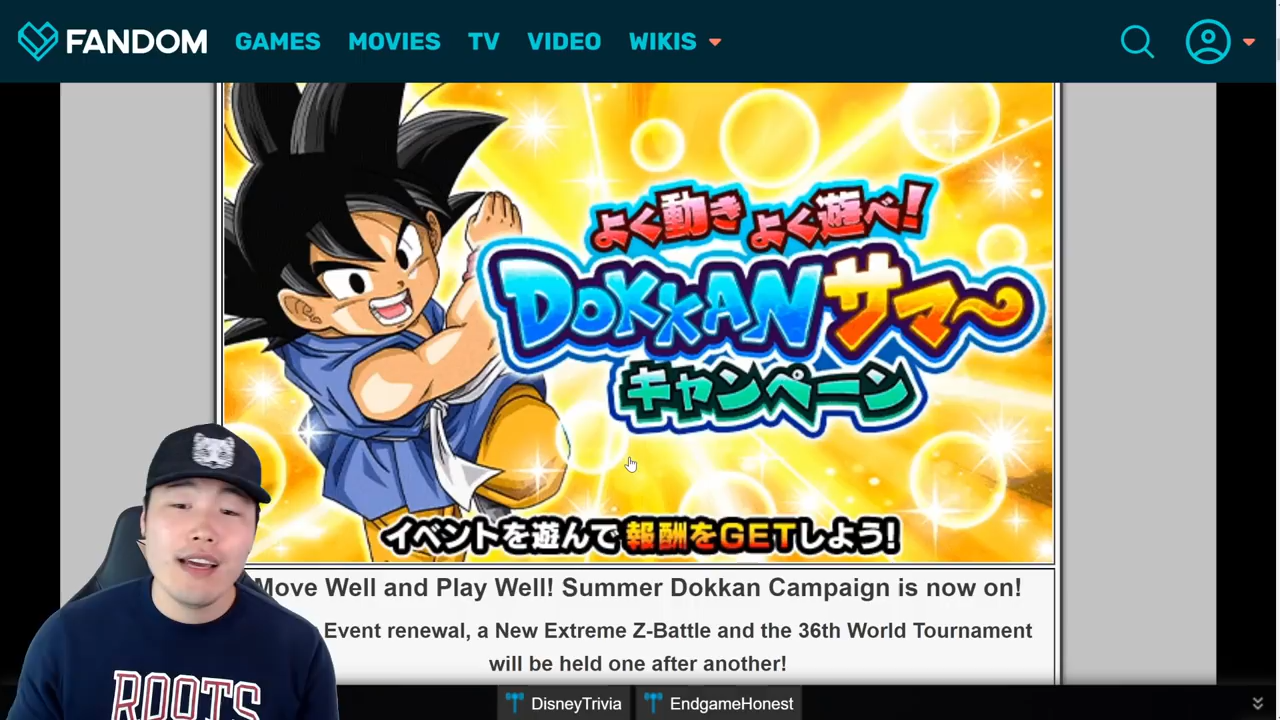 FANDOM GAMES MOVIES TV VIDEO WIKIS
よく動き よく遊べ!
DOKKANサマ〜
キャンペーン
イベントを遊んで報酬をGETしよう!
Move Well and Play Well! Summer Dokkan Campaign is now on!
Event renewal, a New Extreme Z-Battle and the 36th World Tournament
will be held one after another!
ROOTS
DisneyTrivia EndgameHonest